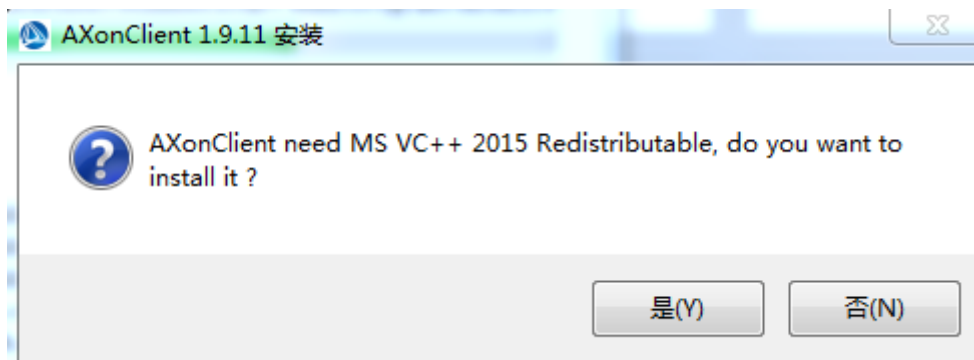 AXonClient 1.9.11 安装
AXonClient need MS VC++ 2015 Redistributable, do you want to
install it ?
是(Y)
否(N)